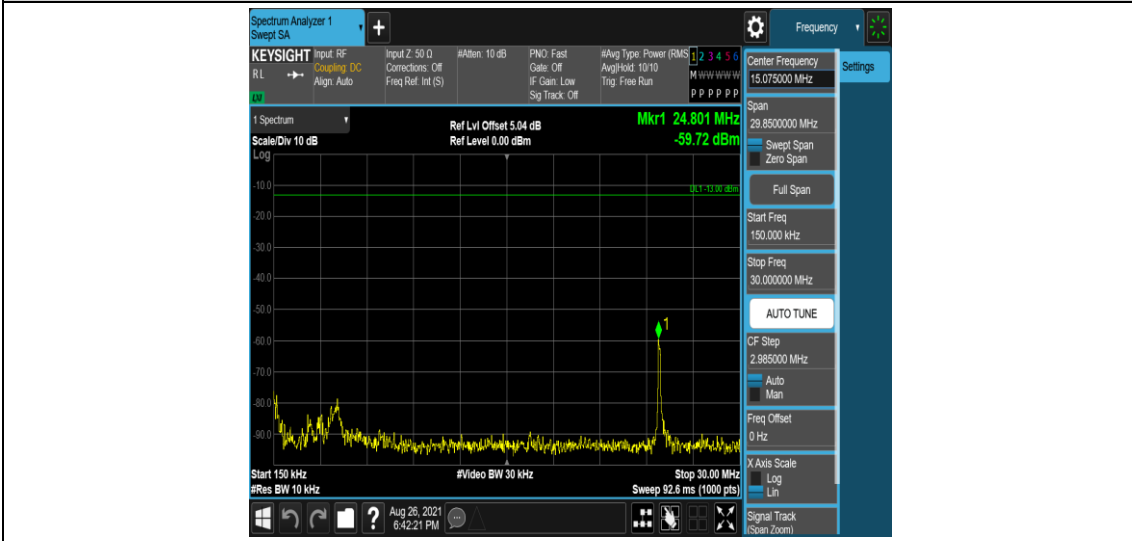 Spectrum Analyzer 1
Swept SA
+
Frequency
KEYSIGHT
Input: RF
Coupling: DC
Align: Auto
Input Z: 50 Ω
Corrections: Off
Freq Ref: Int (S)
#Atten: 10 dB
PNO: Fast
Gate: Off
IF Gain: Low
Sig Track: Off
#Avg Type: Power (RMS
Avg|Hold: 10/10
Trig: Free Run
1 2 3 4 5 6
M W W W W W
P P P P P P
R L
LXI
1 Spectrum
Scale/Div 10 dB
Log
Ref Lvl Offset 5.04 dB
Ref Level 0.00 dBm
Mkr1 24.801 MHz
-59.72 dBm
DL1 -13.00 dBm
-10.0
-20.0
-30.0
-40.0
-50.0
-60.0
-70.0
-80.0
-90.0
1
Start 150 kHz
#Res BW 10 kHz
#Video BW 30 kHz
Stop 30.00 MHz
Sweep 92.6 ms (1000 pts)
Center Frequency
15.075000 MHz
Settings
Span
29.8500000 MHz
Swept Span
Zero Span
Full Span
Start Freq
150.000 kHz
Stop Freq
30.000000 MHz
AUTO TUNE
CF Step
2.985000 MHz
Auto
Man
Freq Offset
0 Hz
X Axis Scale
Log
Lin
Signal Track
(Span Zoom)
?
Aug 26, 2021
6:42:21 PM